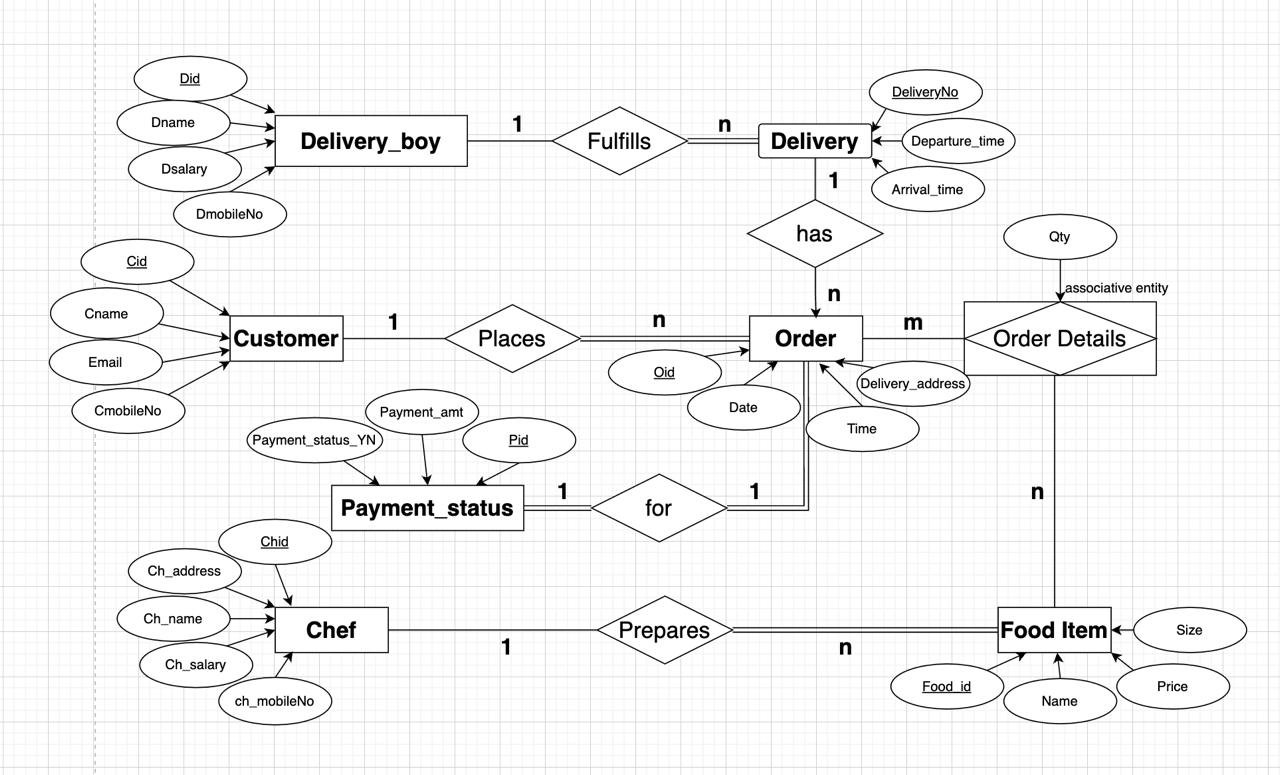 Did
Dname
Dsalary
DmobileNo
Delivery_boy
1
Fulfills
n
Delivery
DeliveryNo
Departure_time
Arrival_time
1
has
n
Qty
associative entity
Cid
Cname
Email
CmobileNo
Customer
1
Places
n
Order
m
Order Details
Oid
Date
Time
Delivery_address
Payment_status_YN
Payment_amt
Pid
Payment_status
1
for
1
n
Chid
Ch_address
Ch_name
Ch_salary
ch_mobileNo
Chef
1
Prepares
n
Food Item
Size
Food_id
Name
Price